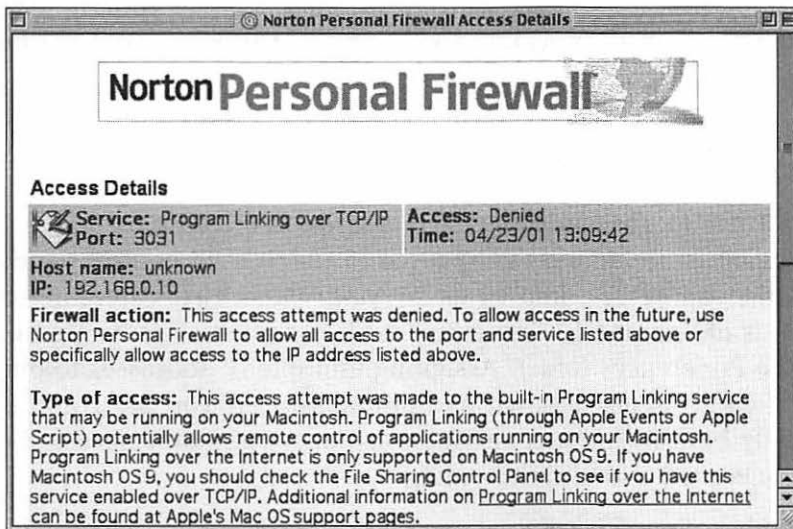 Norton Personal Firewall Access Details
Norton Personal Firewall
Access Details
Service: Program Linking over TCP/IP
Port: 3031
Access: Denied
Time: 04/23/01 13:09:42
Host name: unknown
IP: 192.168.0.10
Firewall action: This access attempt was denied. To allow access in the future, use
Norton Personal Firewall to allow all access to the port and service listed above or
specifically allow access to the IP address listed above.
Type of access: This access attempt was made to the built-in Program Linking service
that may be running on your Macintosh. Program Linking (through Apple Events or Apple
Script) potentially allows remote control of applications running on your Macintosh.
Program Linking over the Internet is only supported on Macintosh OS 9. If you have
Macintosh OS 9, you should check the File Sharing Control Panel to see if you have this
service enabled over TCP/IP. Additional information on Program Linking over the Internet
can be found at Apple's Mac OS support pages.